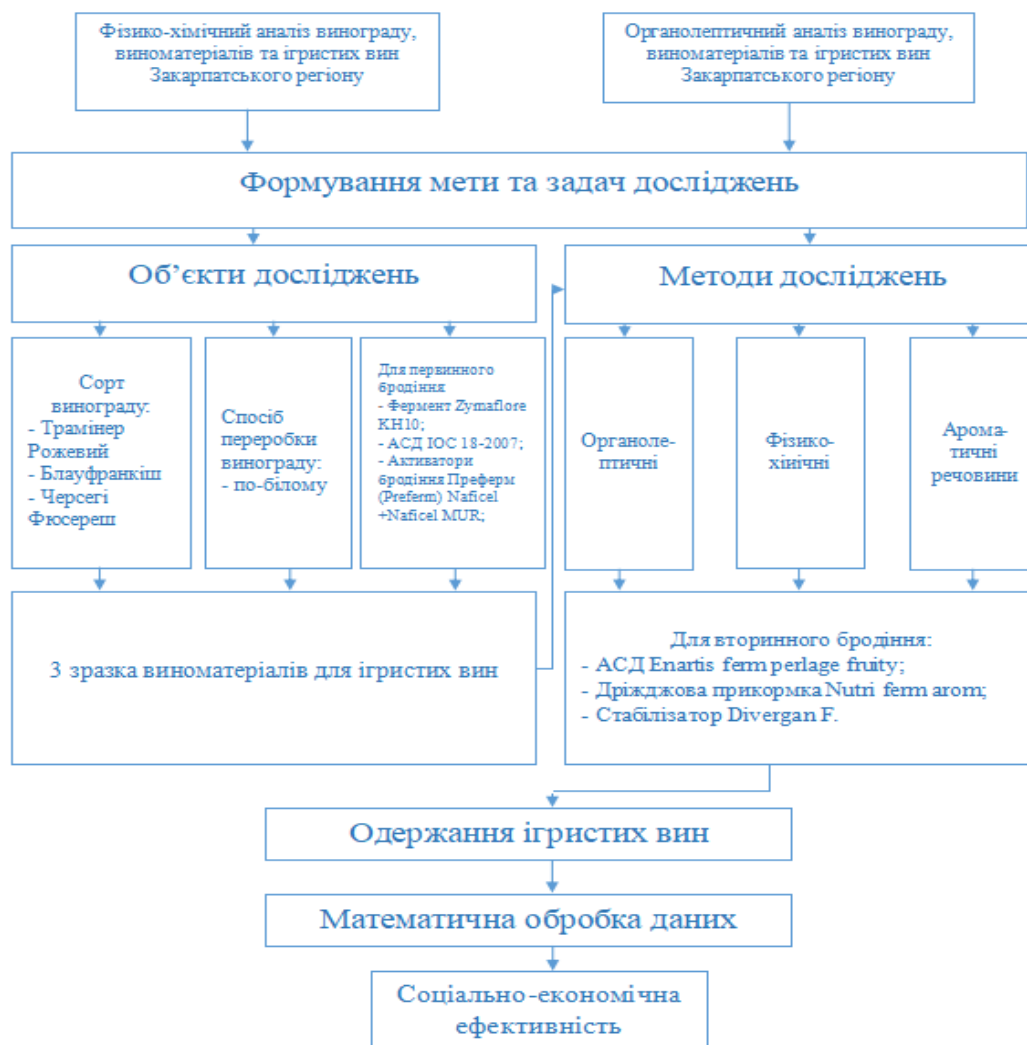 Фізико-хімічний аналіз винограду,
виноматеріалів та ігристих вин
Закарпатського регіону
Органолептичний аналіз винограду,
виноматеріалів та ігристих вин
Закарпатського регіону
Формування мети та задач досліджень
Об’єкти досліджень
Методи досліджень
Сорт
винограду:
- Трамінер
Рожевий
- Блауфранкіш
- Черсегі
Фюсереш
Спосіб
переробки
винограду:
- по-білому
Для первинного
бродіння
- Фермент Zymaflore
KH10;
- АСД ІОС 18-2007;
- Активатори
бродіння Преферм
(Preferm) Naficel
+Naficel MUR;
Органоле-
птичні
Фізико-
хімічні
Арома-
тичні
речовини
3 зразка виноматеріалів для ігристих вин
Для вторинного бродіння:
- АСД Enartis ferm perlage fruity;
- Дріжджова прикормка Nutri ferm arom;
- Стабілізатор Divergan F.
Одержання ігристих вин
Математична обробка даних
Соціально-економічна
ефективність